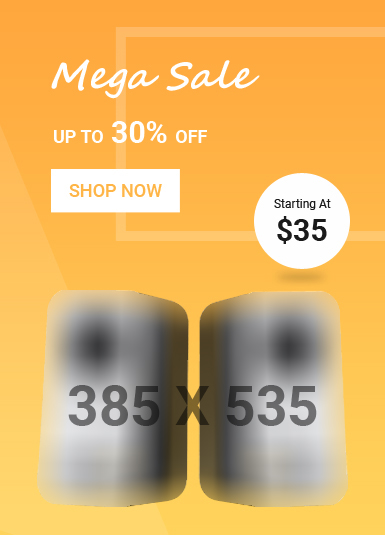 Mega Sale
UP TO 30% OFF
SHOP NOW
Starting At
$35
385 X 535